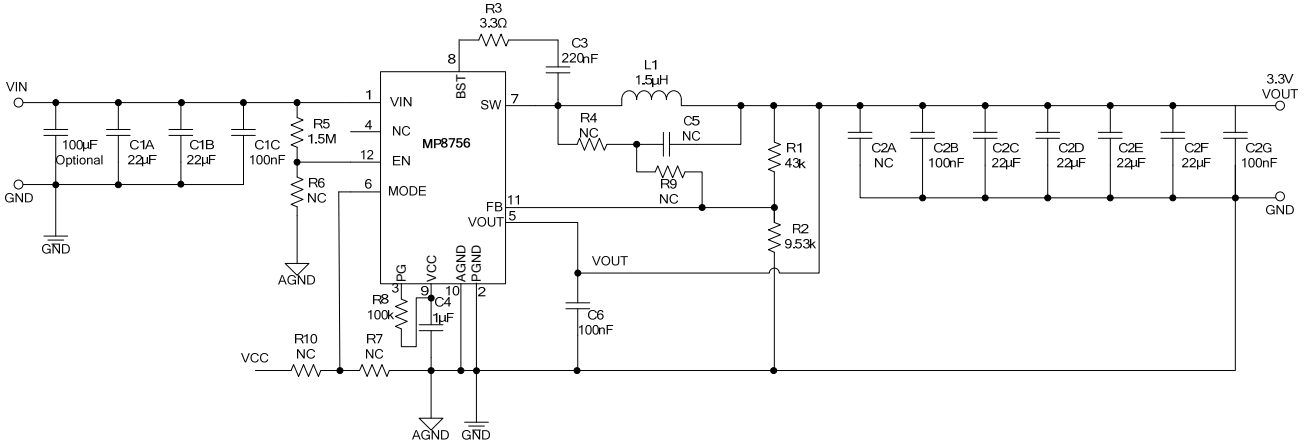 R3
3.3Ω
C3
220nF
8
BST
L1
1.5µH
VIN
1
VIN
SW
7
3.3V
VOUT
100µF
Optional
C1A
22µF
C1B
22µF
C1C
100nF
R5
1.5M
4
NC
MP8756
12
EN
6
MODE
R4
NC
C5
NC
R9
NC
R1
43k
C2A
NC
C2B
100nF
C2C
22µF
C2D
22µF
C2E
22µF
C2F
22µF
C2G
100nF
GND
R6
NC
FB
11
VOUT
5
R2
9.53k
GND
GND
AGND
PG
VCC
AGND
PGND
3
9
10
2
VOUT
R8
100k
C4
1µF
C6
100nF
R10
NC
R7
NC
VCC
AGND
GND